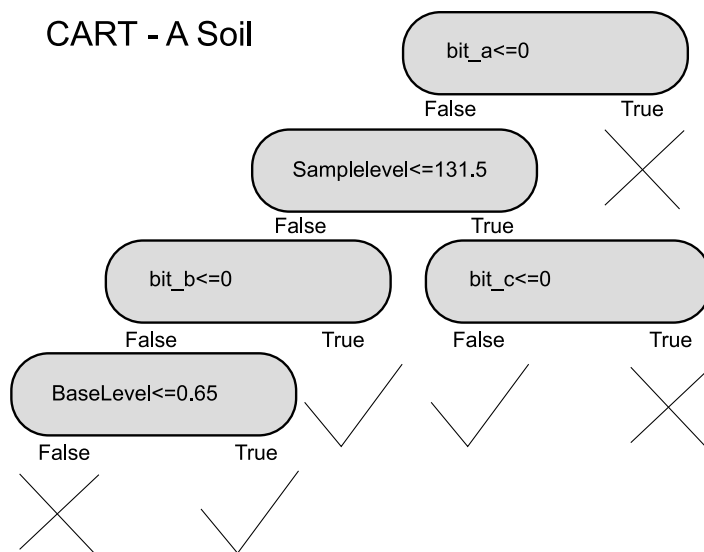 CART - A Soil
bit_a<=0
False True
Samplelevel<=131.5
False True
bit_b<=0 bit_c<=0
False True False True
BaseLevel<=0.65
False True